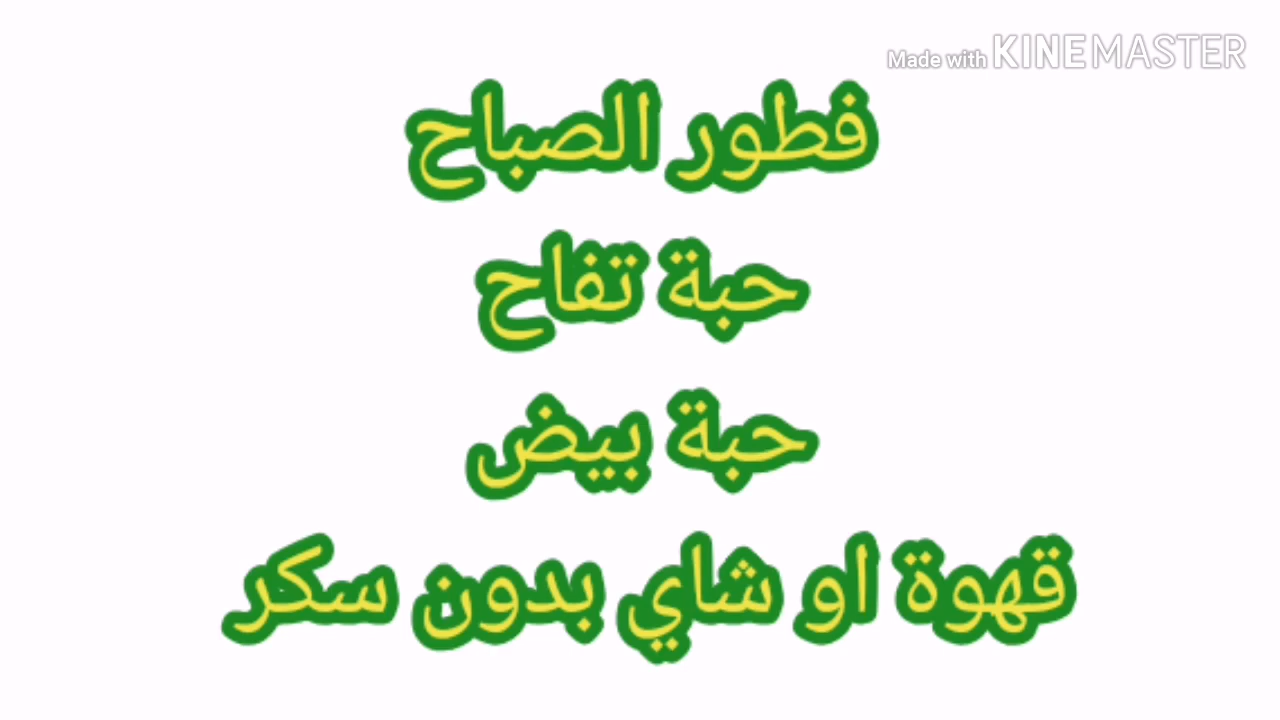 Made with KINEMASTER
فطور الصباح
حبة تفاح
حبة بيض
قهوة او شاي بدون سكر